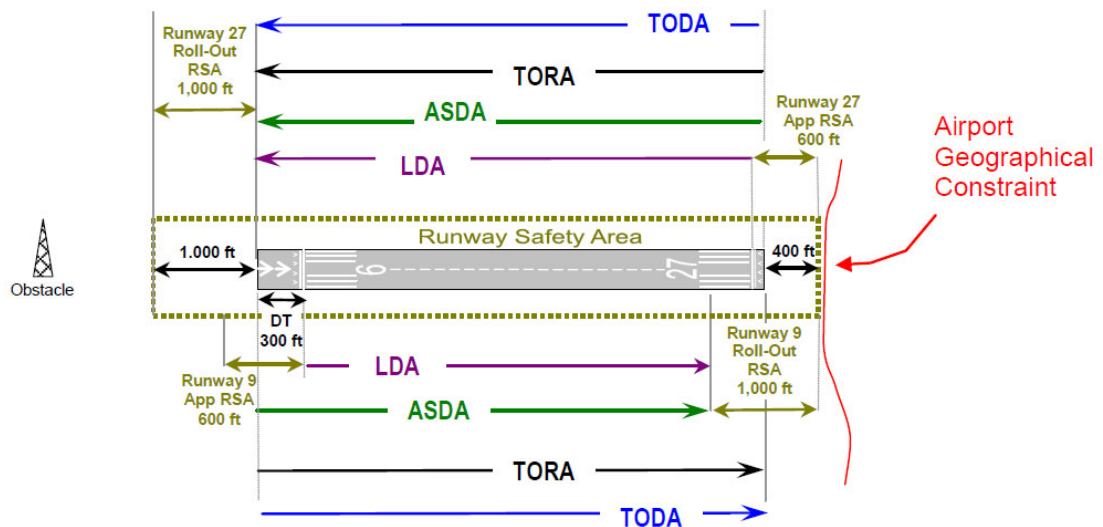 Runway 27
Roll-Out
RSA
1,000 ft
TODA
TORA
ASDA
LDA
Runway 27
App RSA
600 ft
Airport
Geographical
Constraint
Runway Safety Area
1.000 ft
9
27
400 ft
Obstacle
DT
300 ft
Runway 9
App RSA
600 ft
LDA
ASDA
Runway 9
Roll-Out
RSA
1,000 ft
TORA
TODA